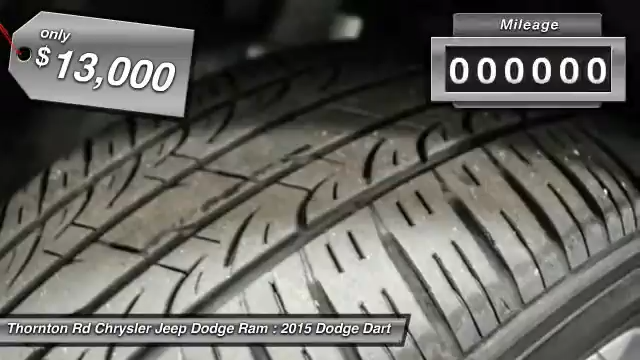 only
$13,000
Mileage
000000
Thornton Rd Chrysler Jeep Dodge Ram : 2015 Dodge Dart